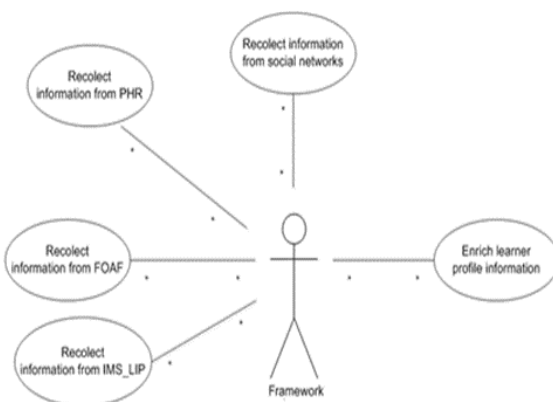 Recolect information
from social networks
Recolect
information from PHR
Recolect
information from FOAF
Enrich learner
profile information
Recolect
information from IMS_LIP
Framework